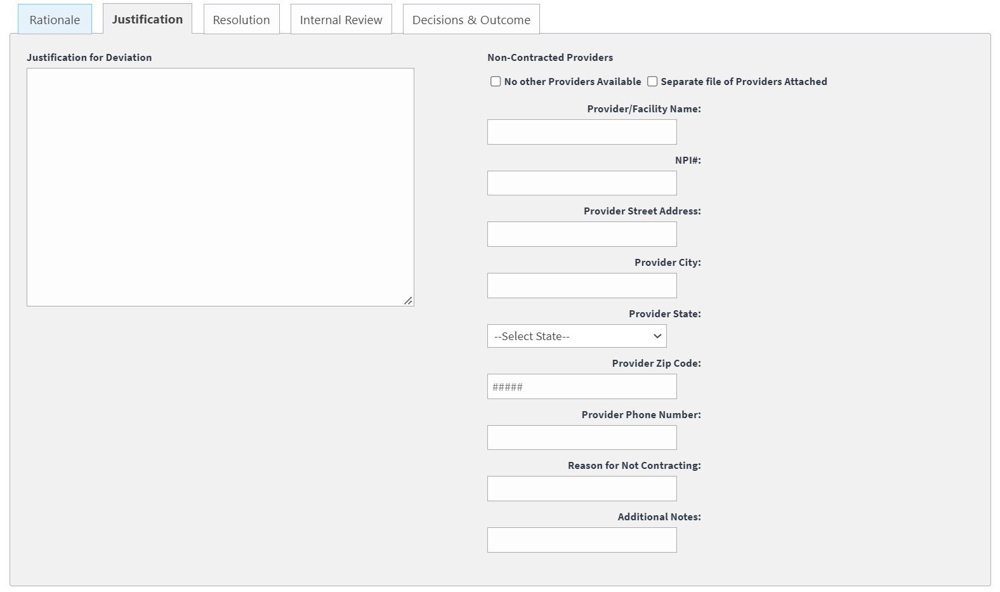 Rationale
Justification
Resolution
Internal Review
Decisions & Outcome
Justification for Deviation
Non-Contracted Providers
No other Providers Available
Separate file of Providers Attached
Provider/Facility Name:
NPI#:
Provider Street Address:
Provider City:
Provider State:
--Select State--
Provider Zip Code:
#####
Provider Phone Number:
Reason for Not Contracting:
Additional Notes: